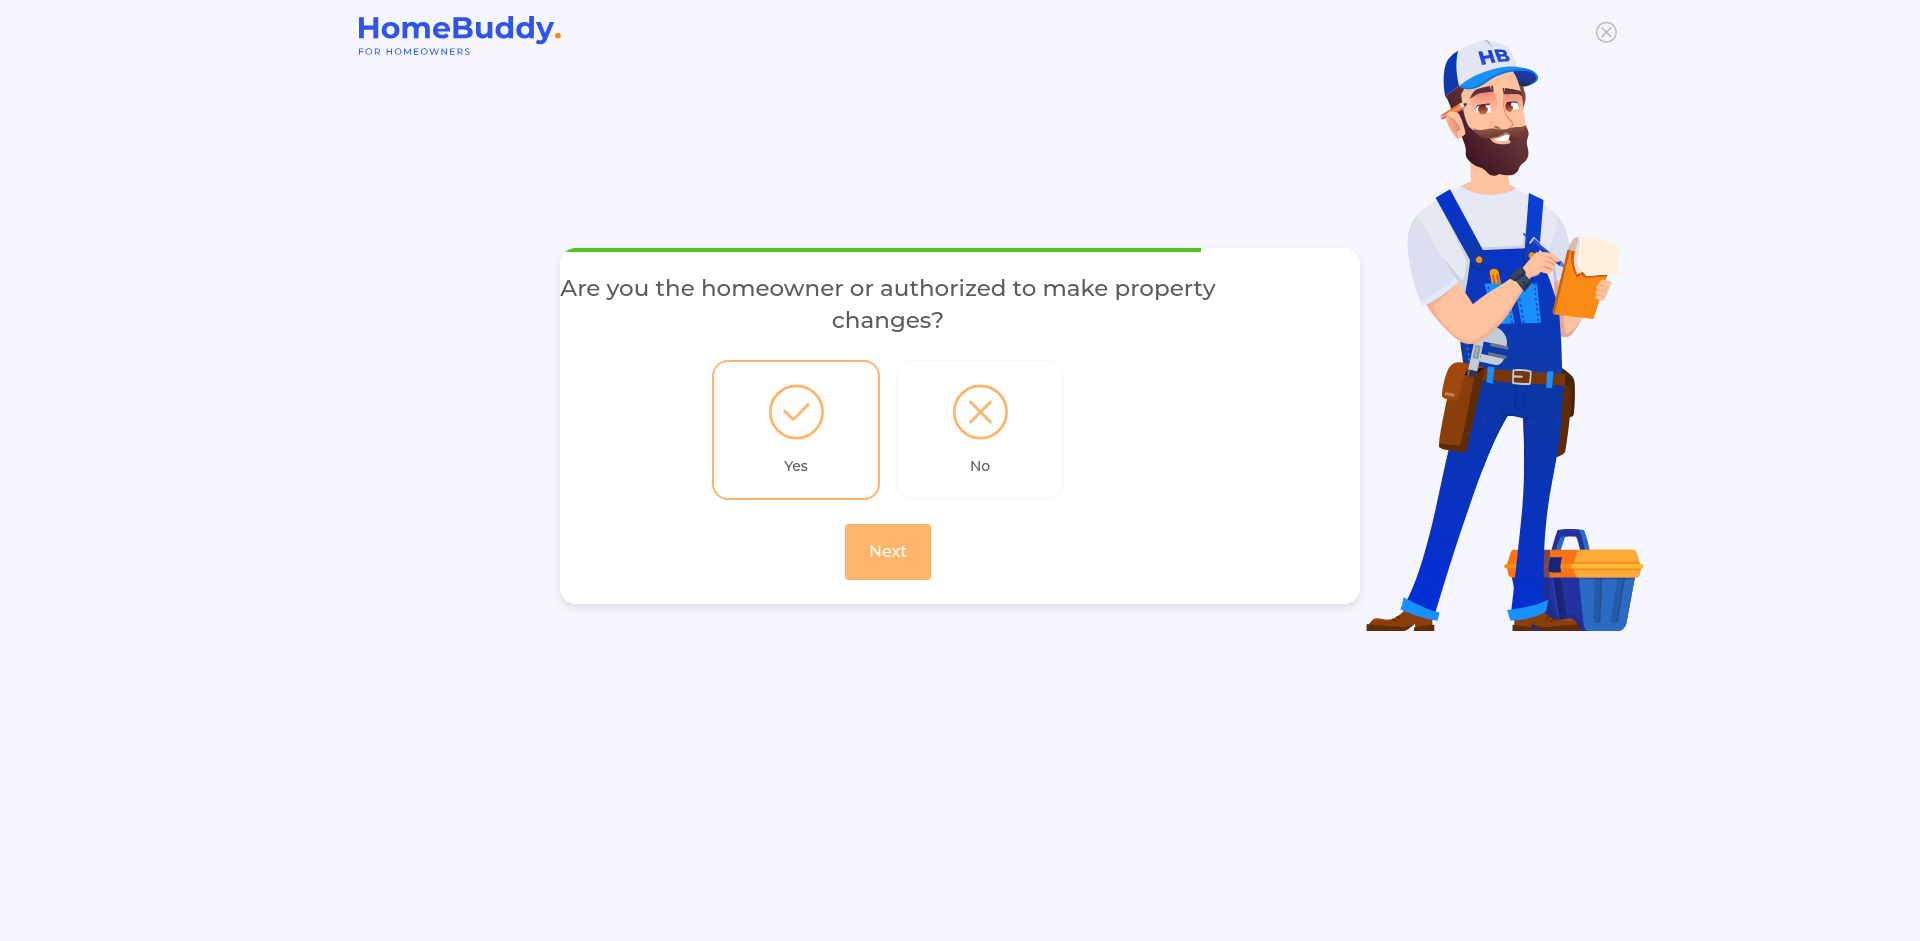 HomeBuddy.
FOR HOMEOWNERS
HB
Are you the homeowner or authorized to make property
changes?
Yes
No
Next